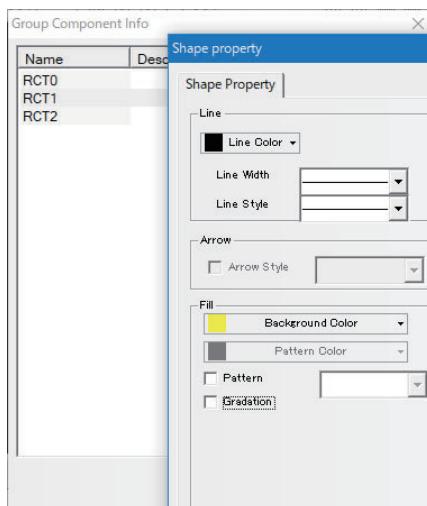 Group Component Info
Shape property
Name Desc
RCT0
RCT1
RCT2
Shape Property
Line
Line Color
Line Width
Line Style
Arrow
Arrow Style
Fill
Background Color
Pattern Color
Pattern
Gradation